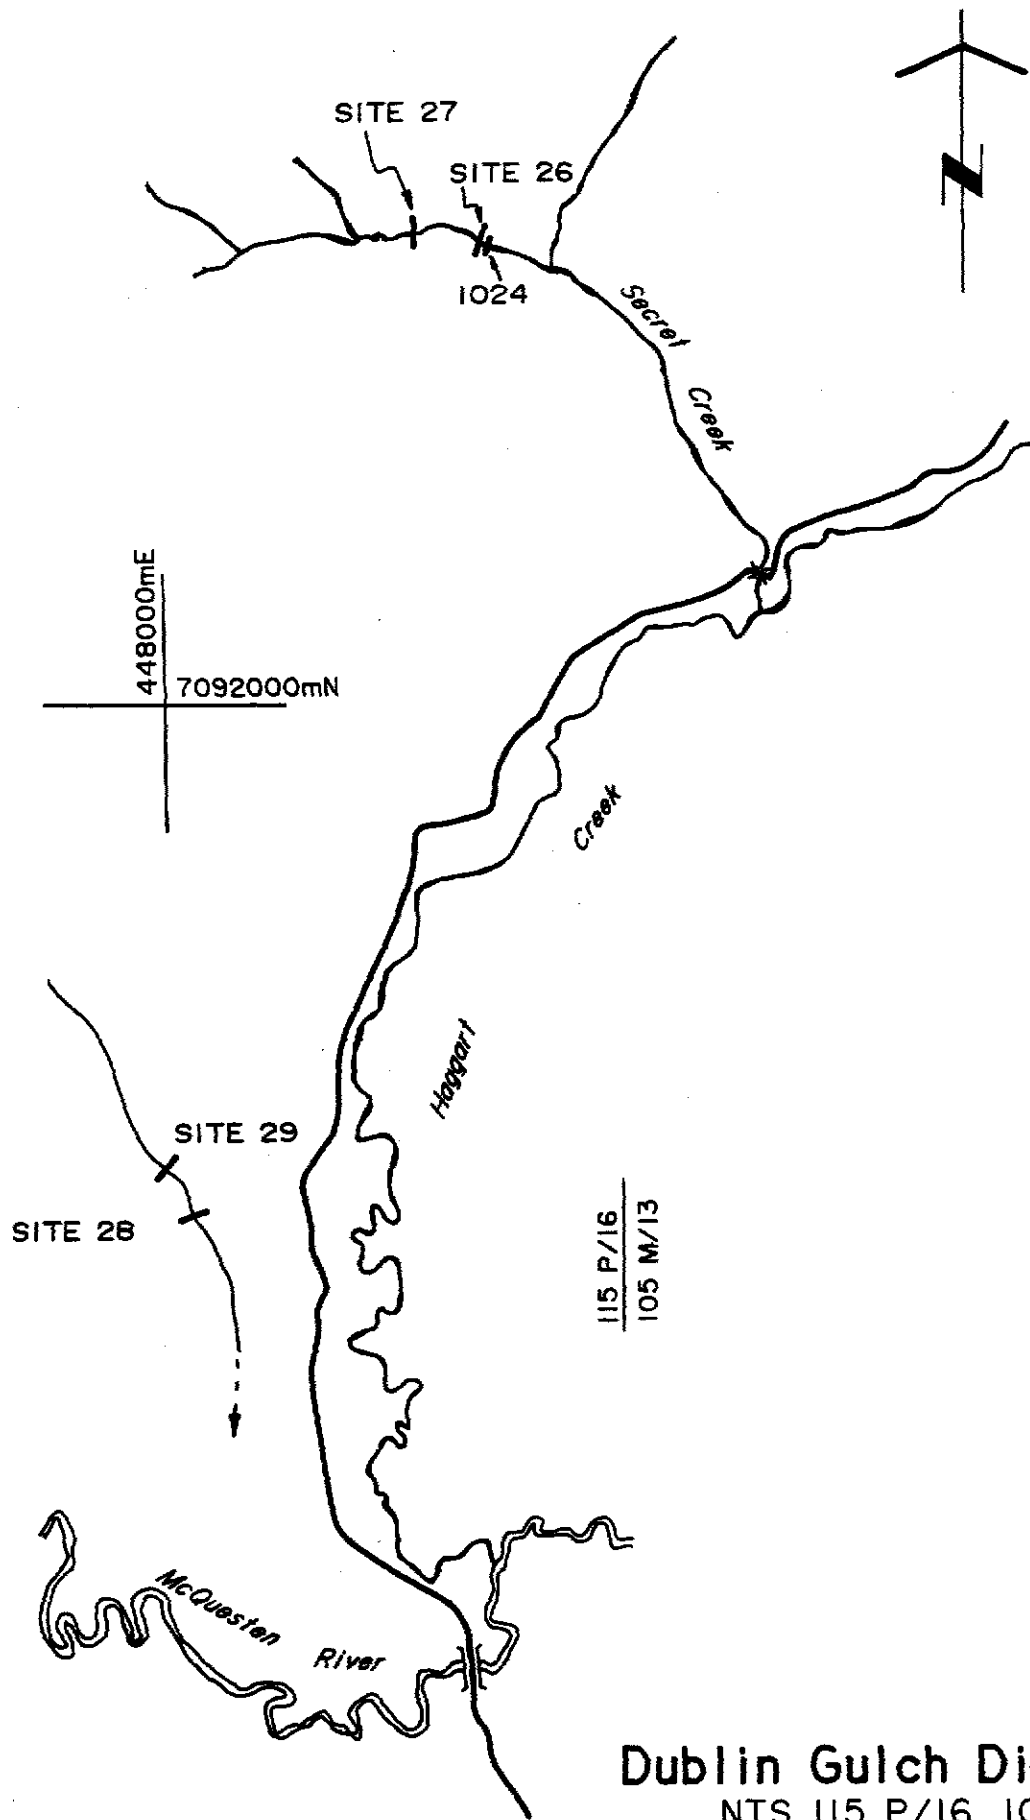 SITE 27
SITE 26
1024
Secret
Creek
N
448000mE
7092000mN
Creek
Haggart
SITE 29
SITE 28
115 P/16
105 M/13
McQuesten
River
Dublin Gulch Di
NTS 115 P/16, 10